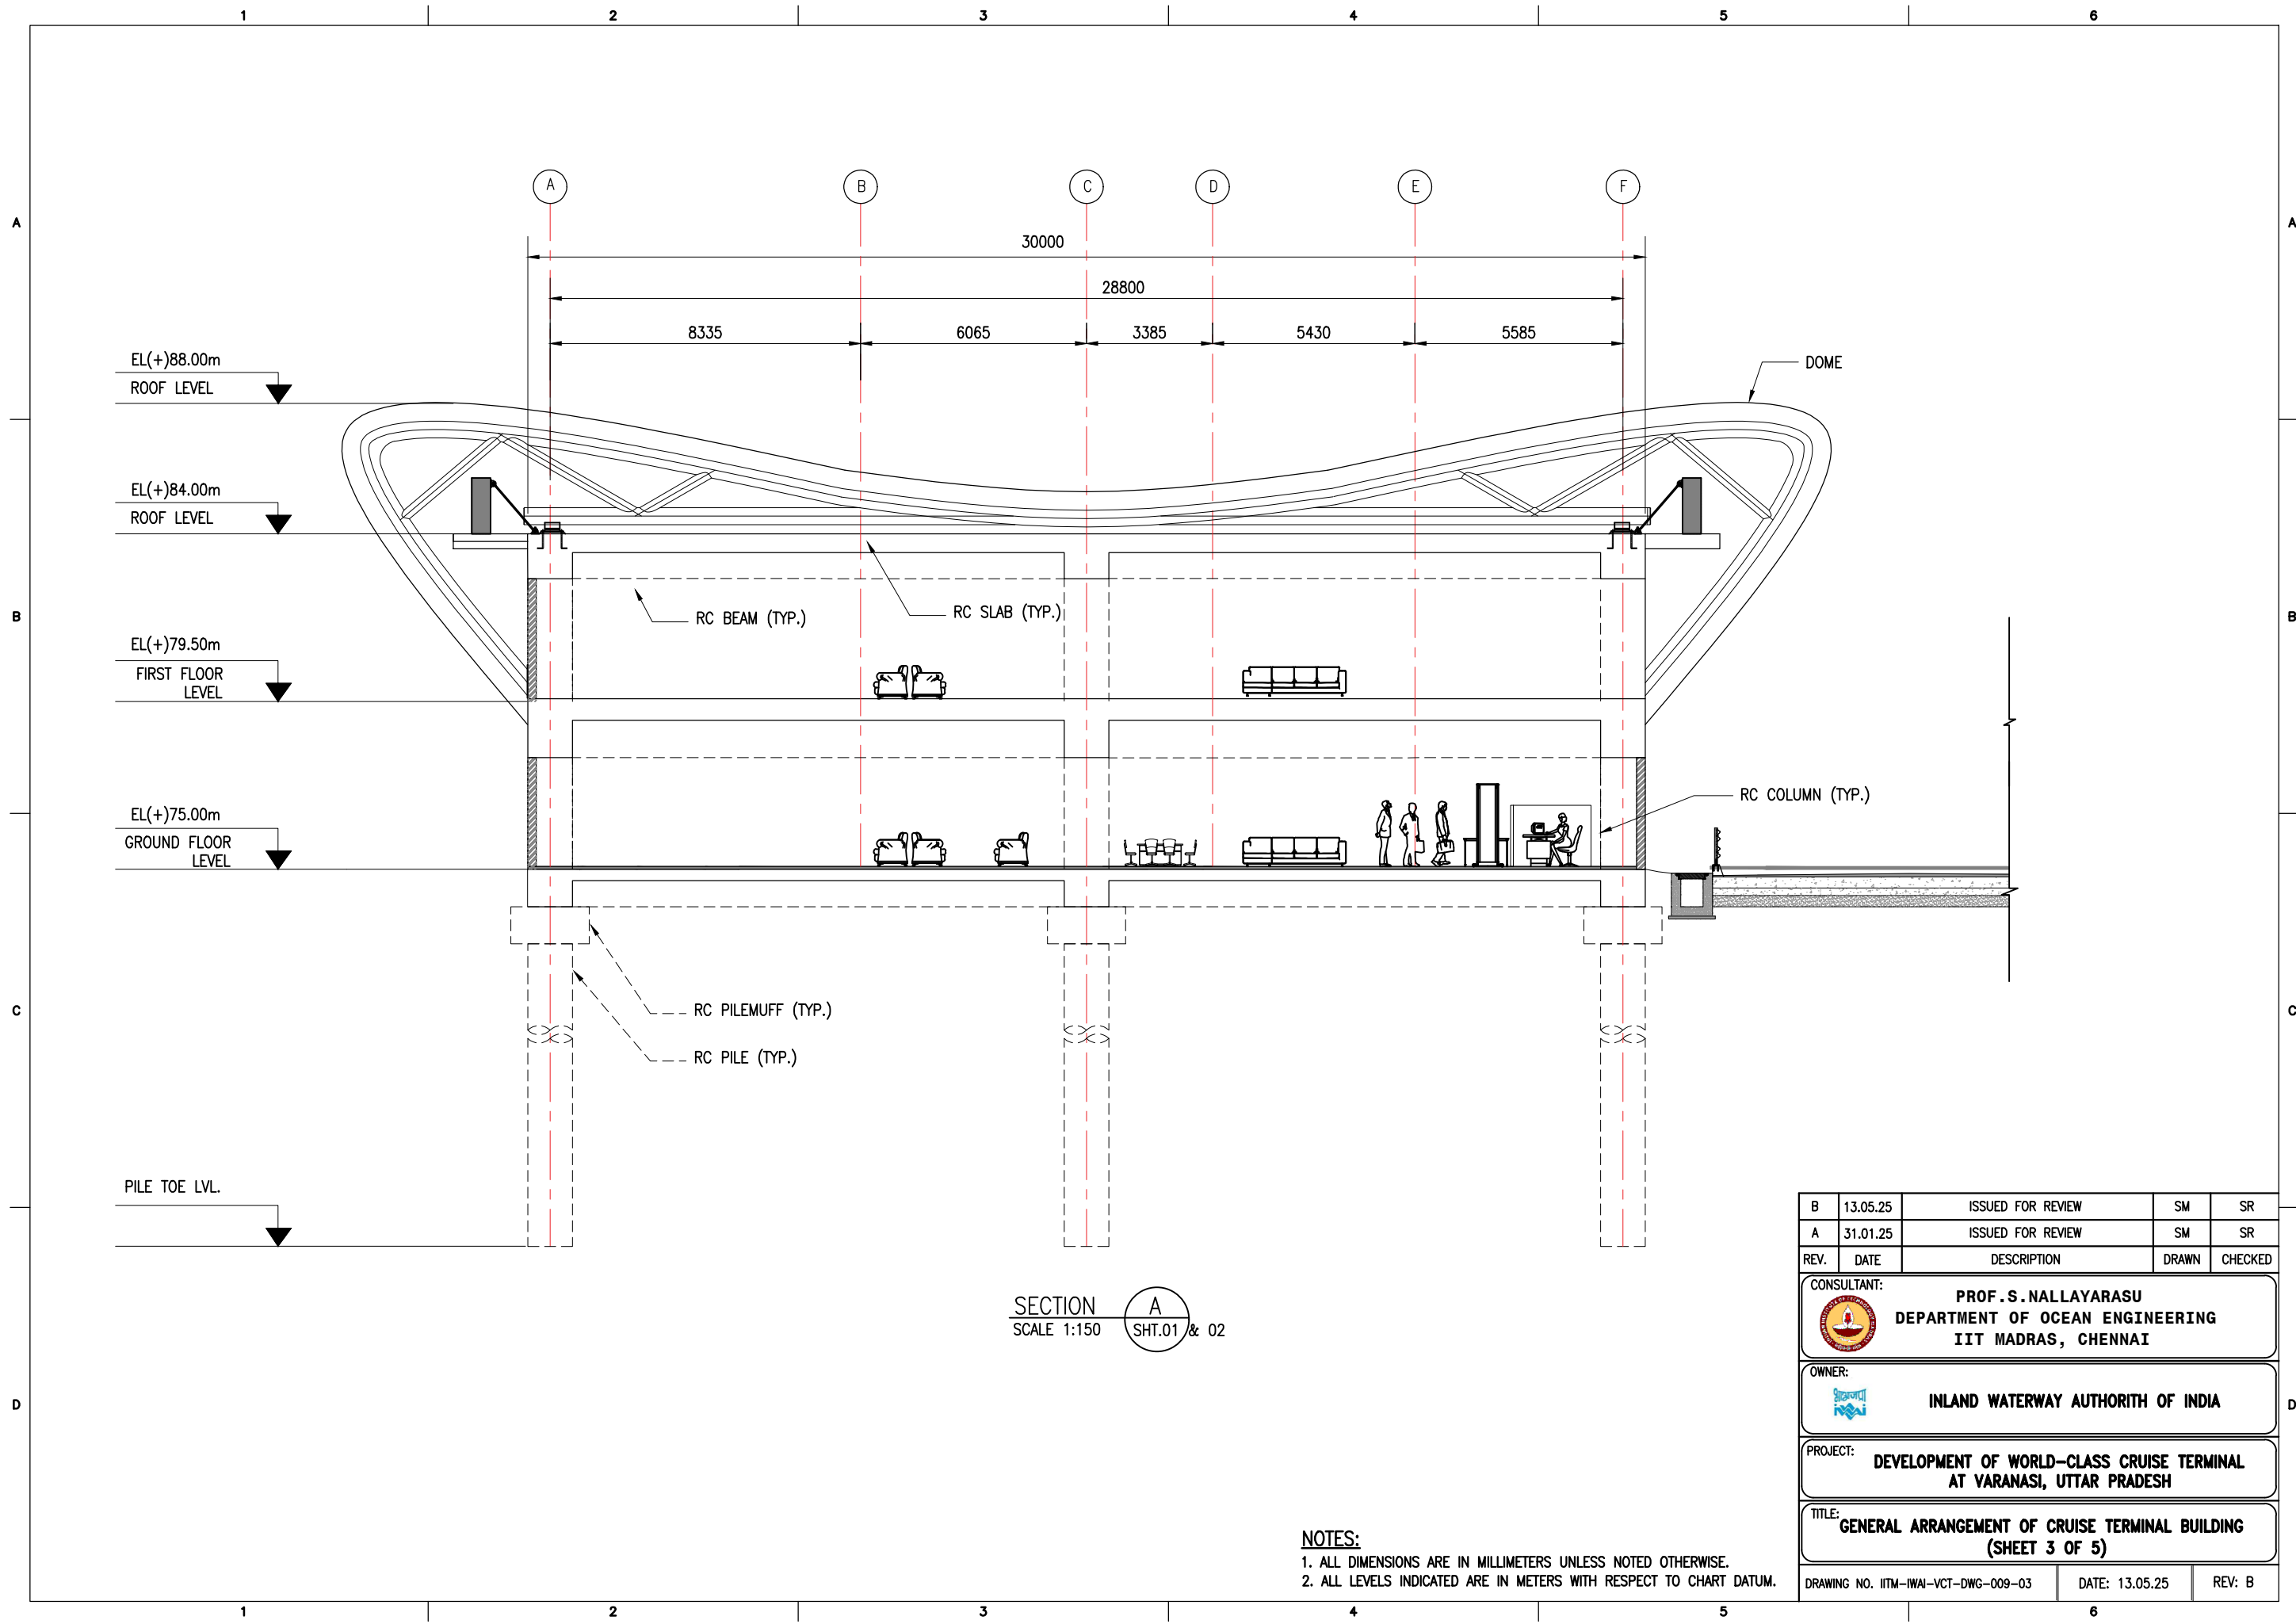 1 2 3 4 5 6
A B C D E F
30000
28800
8335 6065 3385 5430 5585
A A
EL(+)88.00m
ROOF LEVEL
DOME
EL(+)84.00m
ROOF LEVEL
B B
RC BEAM (TYP.)
RC SLAB (TYP.)
EL(+)79.50m
FIRST FLOOR
LEVEL
RC COLUMN (TYP.)
EL(+)75.00m
GROUND FLOOR
LEVEL
C C
RC PILEMUFF (TYP.)
RC PILE (TYP.)
PILE TOE LVL.
SECTION A
SCALE 1:150 SHT.01 & 02
D D
NOTES:
1. ALL DIMENSIONS ARE IN MILLIMETERS UNLESS NOTED OTHERWISE.
2. ALL LEVELS INDICATED ARE IN METERS WITH RESPECT TO CHART DATUM.
B 13.05.25 ISSUED FOR REVIEW SM SR
A 31.01.25 ISSUED FOR REVIEW SM SR
REV. DATE DESCRIPTION DRAWN CHECKED
CONSULTANT:
PROF.S.NALLAYARASU
DEPARTMENT OF OCEAN ENGINEERING
IIT MADRAS, CHENNAI
OWNER:
INLAND WATERWAY AUTHORITH OF INDIA
PROJECT:
DEVELOPMENT OF WORLD-CLASS CRUISE TERMINAL
AT VARANASI, UTTAR PRADESH
TITLE:
GENERAL ARRANGEMENT OF CRUISE TERMINAL BUILDING
(SHEET 3 OF 5)
DRAWING NO. IITM-IWAI-VCT-DWG-009-03 DATE: 13.05.25 REV: B
1 2 3 4 5 6